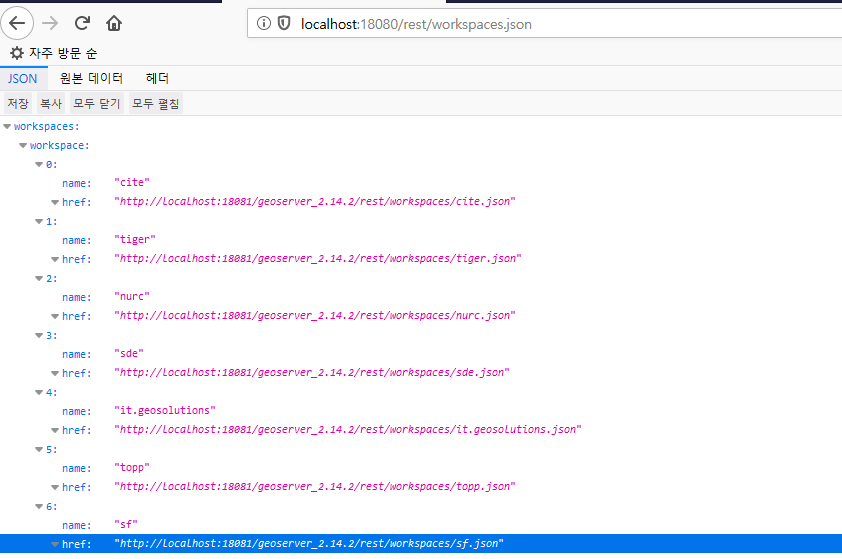 localhost:18080/rest/workspaces.json
자주 방문 순
JSON 원본 데이터 헤더
저장 복사 모두 닫기 모두 펼침
workspaces:
workspace:
0:
name: "cite"
href: "http://localhost:18081/geoserver_2.14.2/rest/workspaces/cite.json"
1:
name: "tiger"
href: "http://localhost:18081/geoserver_2.14.2/rest/workspaces/tiger.json"
2:
name: "nurc"
href: "http://localhost:18081/geoserver_2.14.2/rest/workspaces/nurc.json"
3:
name: "sde"
href: "http://localhost:18081/geoserver_2.14.2/rest/workspaces/sde.json"
4:
name: "it.geosolutions"
href: "http://localhost:18081/geoserver_2.14.2/rest/workspaces/it.geosolutions.json"
5:
name: "topp"
href: "http://localhost:18081/geoserver_2.14.2/rest/workspaces/topp.json"
6:
name: "sf"
href: "http://localhost:18081/geoserver_2.14.2/rest/workspaces/sf.json"